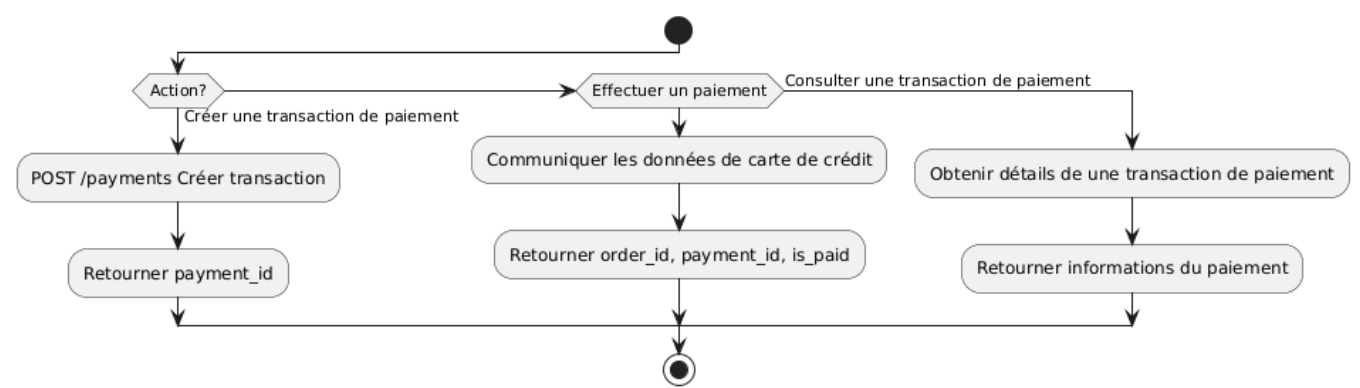 Action?
Créer une transaction de paiement
Effectuer un paiement
Consulter une transaction de paiement
POST /payments Créer transaction
Communiquer les données de carte de crédit
Obtenir détails de une transaction de paiement
Retourner payment_id
Retourner order_id, payment_id, is_paid
Retourner informations du paiement